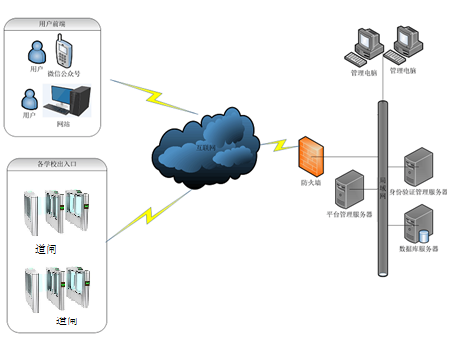 用户前端
用户
微信公众号
用户
网站
各学校出入口
道闸
道闸
互联网
防火墙
管理电脑
管理电脑
局域网
平台管理服务器
身份验证管理服务器
数据库服务器